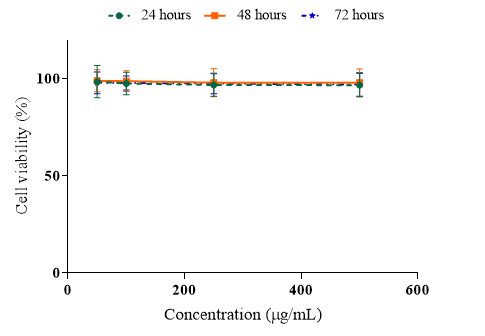 24 hours 48 hours 72 hours
100
50
0
0 200 400 600
Cell viability (%)
Concentration (μg/mL)